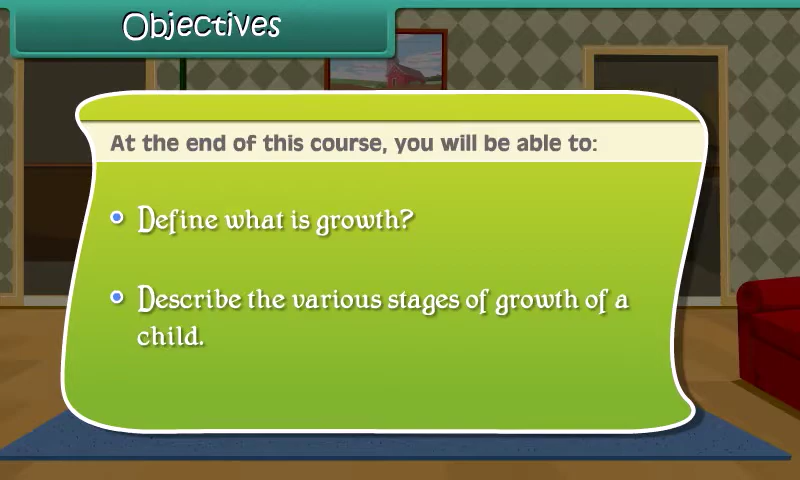 Objectives
At the end of this course, you will be able to:
Define what is growth?
Describe the various stages of growth of a
child.